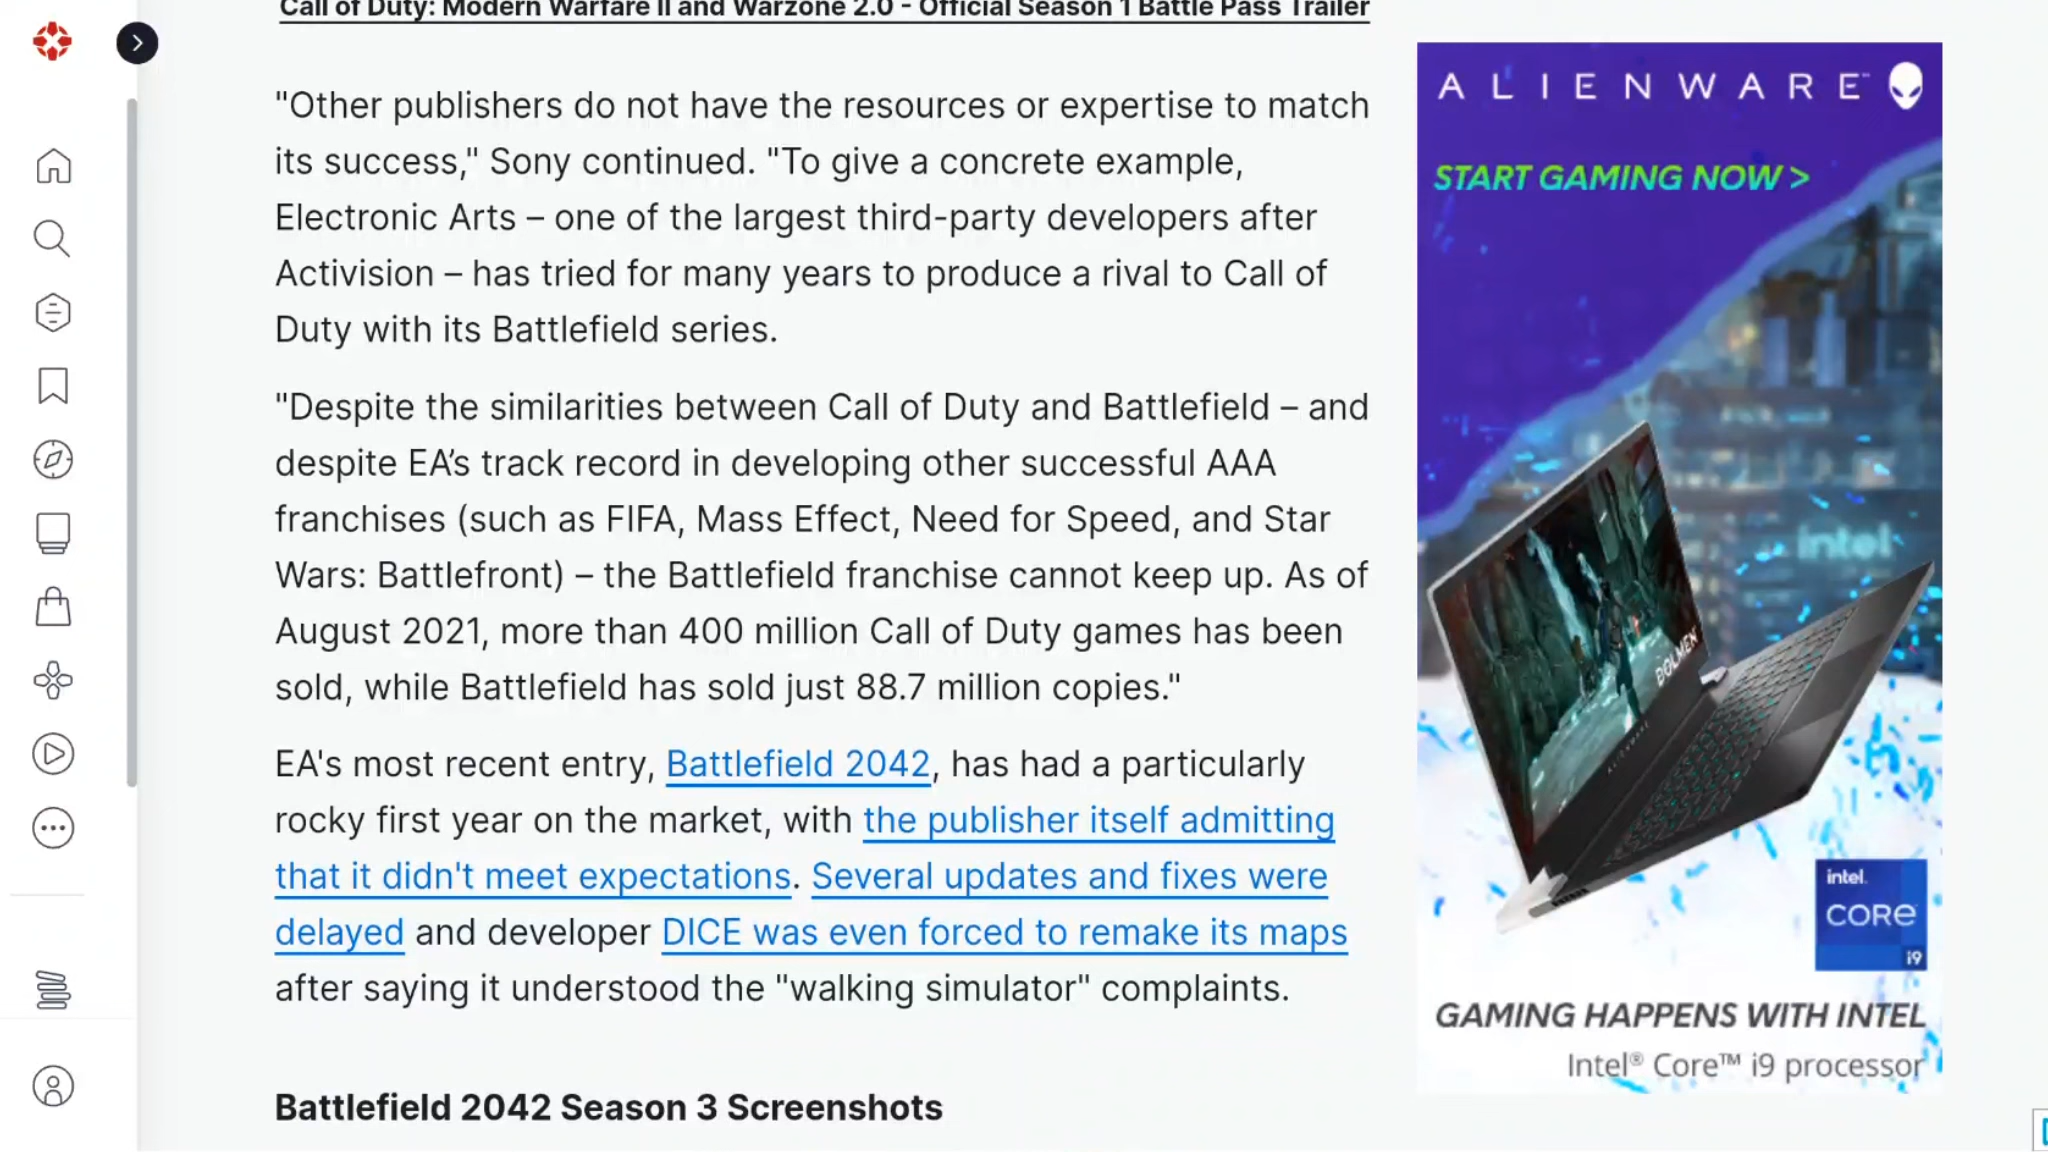 Call of Duty: Modern Warfare II and Warzone 2.0 - Official Season 1 Battle Pass Trailer
"Other publishers do not have the resources or expertise to match
its success," Sony continued. "To give a concrete example,
Electronic Arts – one of the largest third-party developers after
Activision – has tried for many years to produce a rival to Call of
Duty with its Battlefield series.
"Despite the similarities between Call of Duty and Battlefield – and
despite EA's track record in developing other successful AAA
franchises (such as FIFA, Mass Effect, Need for Speed, and Star
Wars: Battlefront) – the Battlefield franchise cannot keep up. As of
August 2021, more than 400 million Call of Duty games has been
sold, while Battlefield has sold just 88.7 million copies."
EA's most recent entry, Battlefield 2042, has had a particularly
rocky first year on the market, with the publisher itself admitting
that it didn't meet expectations. Several updates and fixes were
delayed and developer DICE was even forced to remake its maps
after saying it understood the "walking simulator" complaints.
Battlefield 2042 Season 3 Screenshots
ALIENWARE™
START GAMING NOW >
intel
DOLMEN
ALIENWARE
intel.
CORE
i9
GAMING HAPPENS WITH INTEL
Intel® Core™ i9 processor